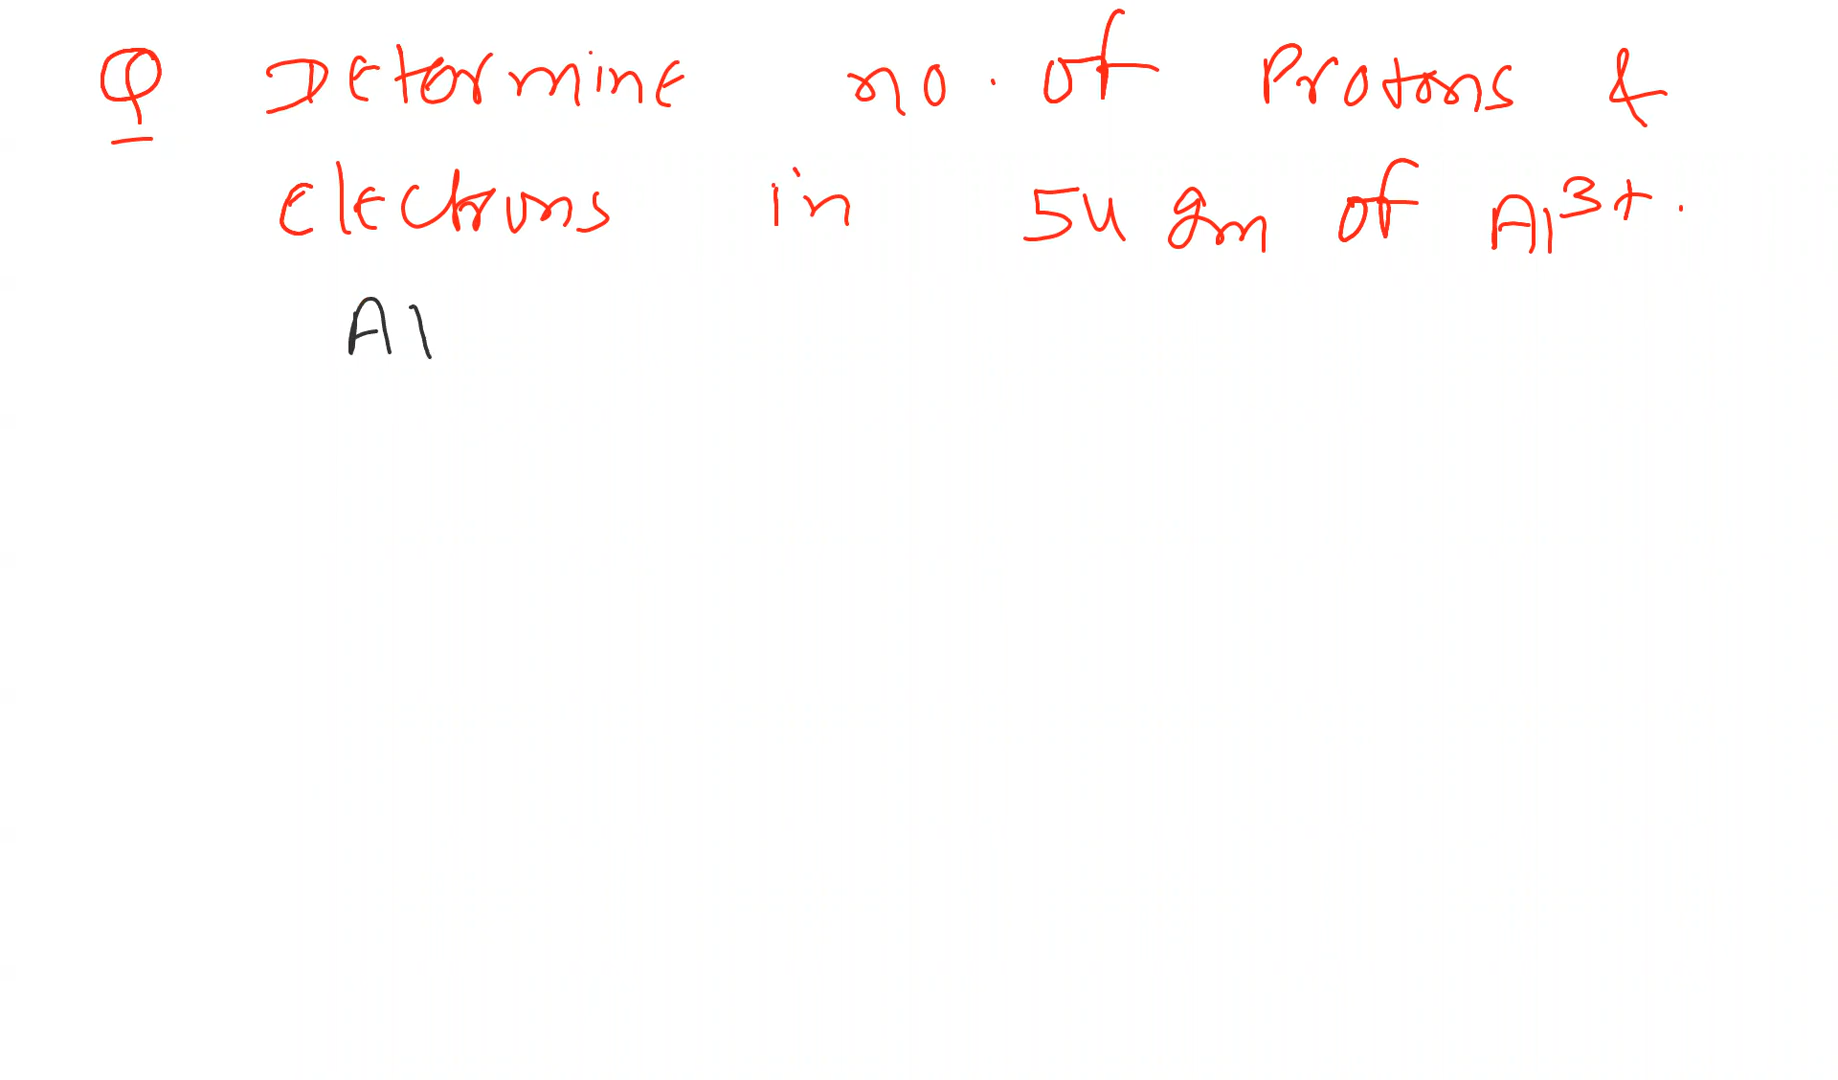 Q Determine no. of Protons &
electrons in 54 gm of Al³⁺.
Al